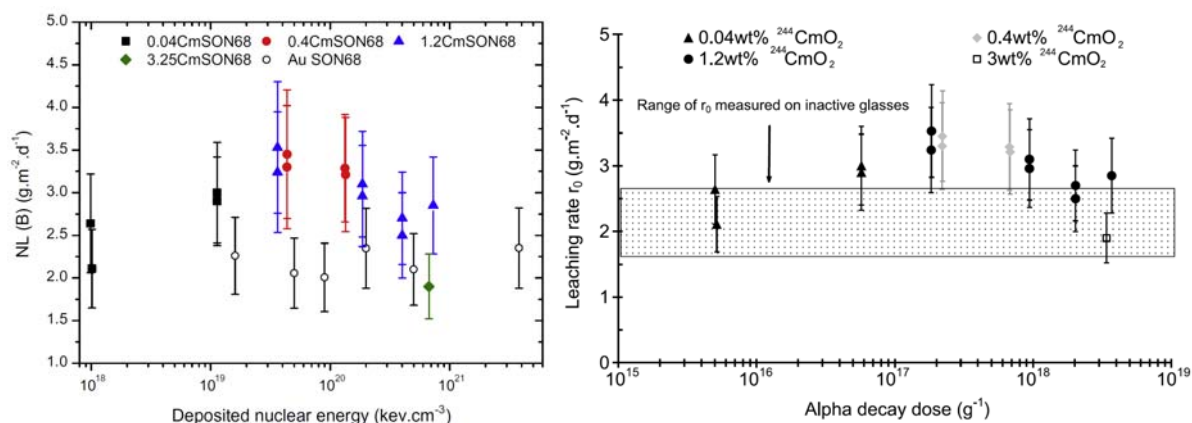 0.04CmSON68 0.4CmSON68 1.2CmSON68
3.25CmSON68 Au SON68
4.5
4.0
3.5
3.0
2.5
2.0
1.5
1.0
NL (B) (g.m⁻².d⁻¹)
10¹⁸ 10¹⁹ 10²⁰ 10²¹
Deposited nuclear energy (kev.cm⁻³)
0.04wt% ²⁴⁴CmO₂ 0.4wt% ²⁴⁴CmO₂
1.2wt% ²⁴⁴CmO₂ 3wt% ²⁴⁴CmO₂
Range of r₀ measured on inactive glasses
5
4
3
2
1
0
Leaching rate r₀ (g.m⁻².d⁻¹)
10¹⁵ 10¹⁶ 10¹⁷ 10¹⁸ 10¹⁹
Alpha decay dose (g⁻¹)